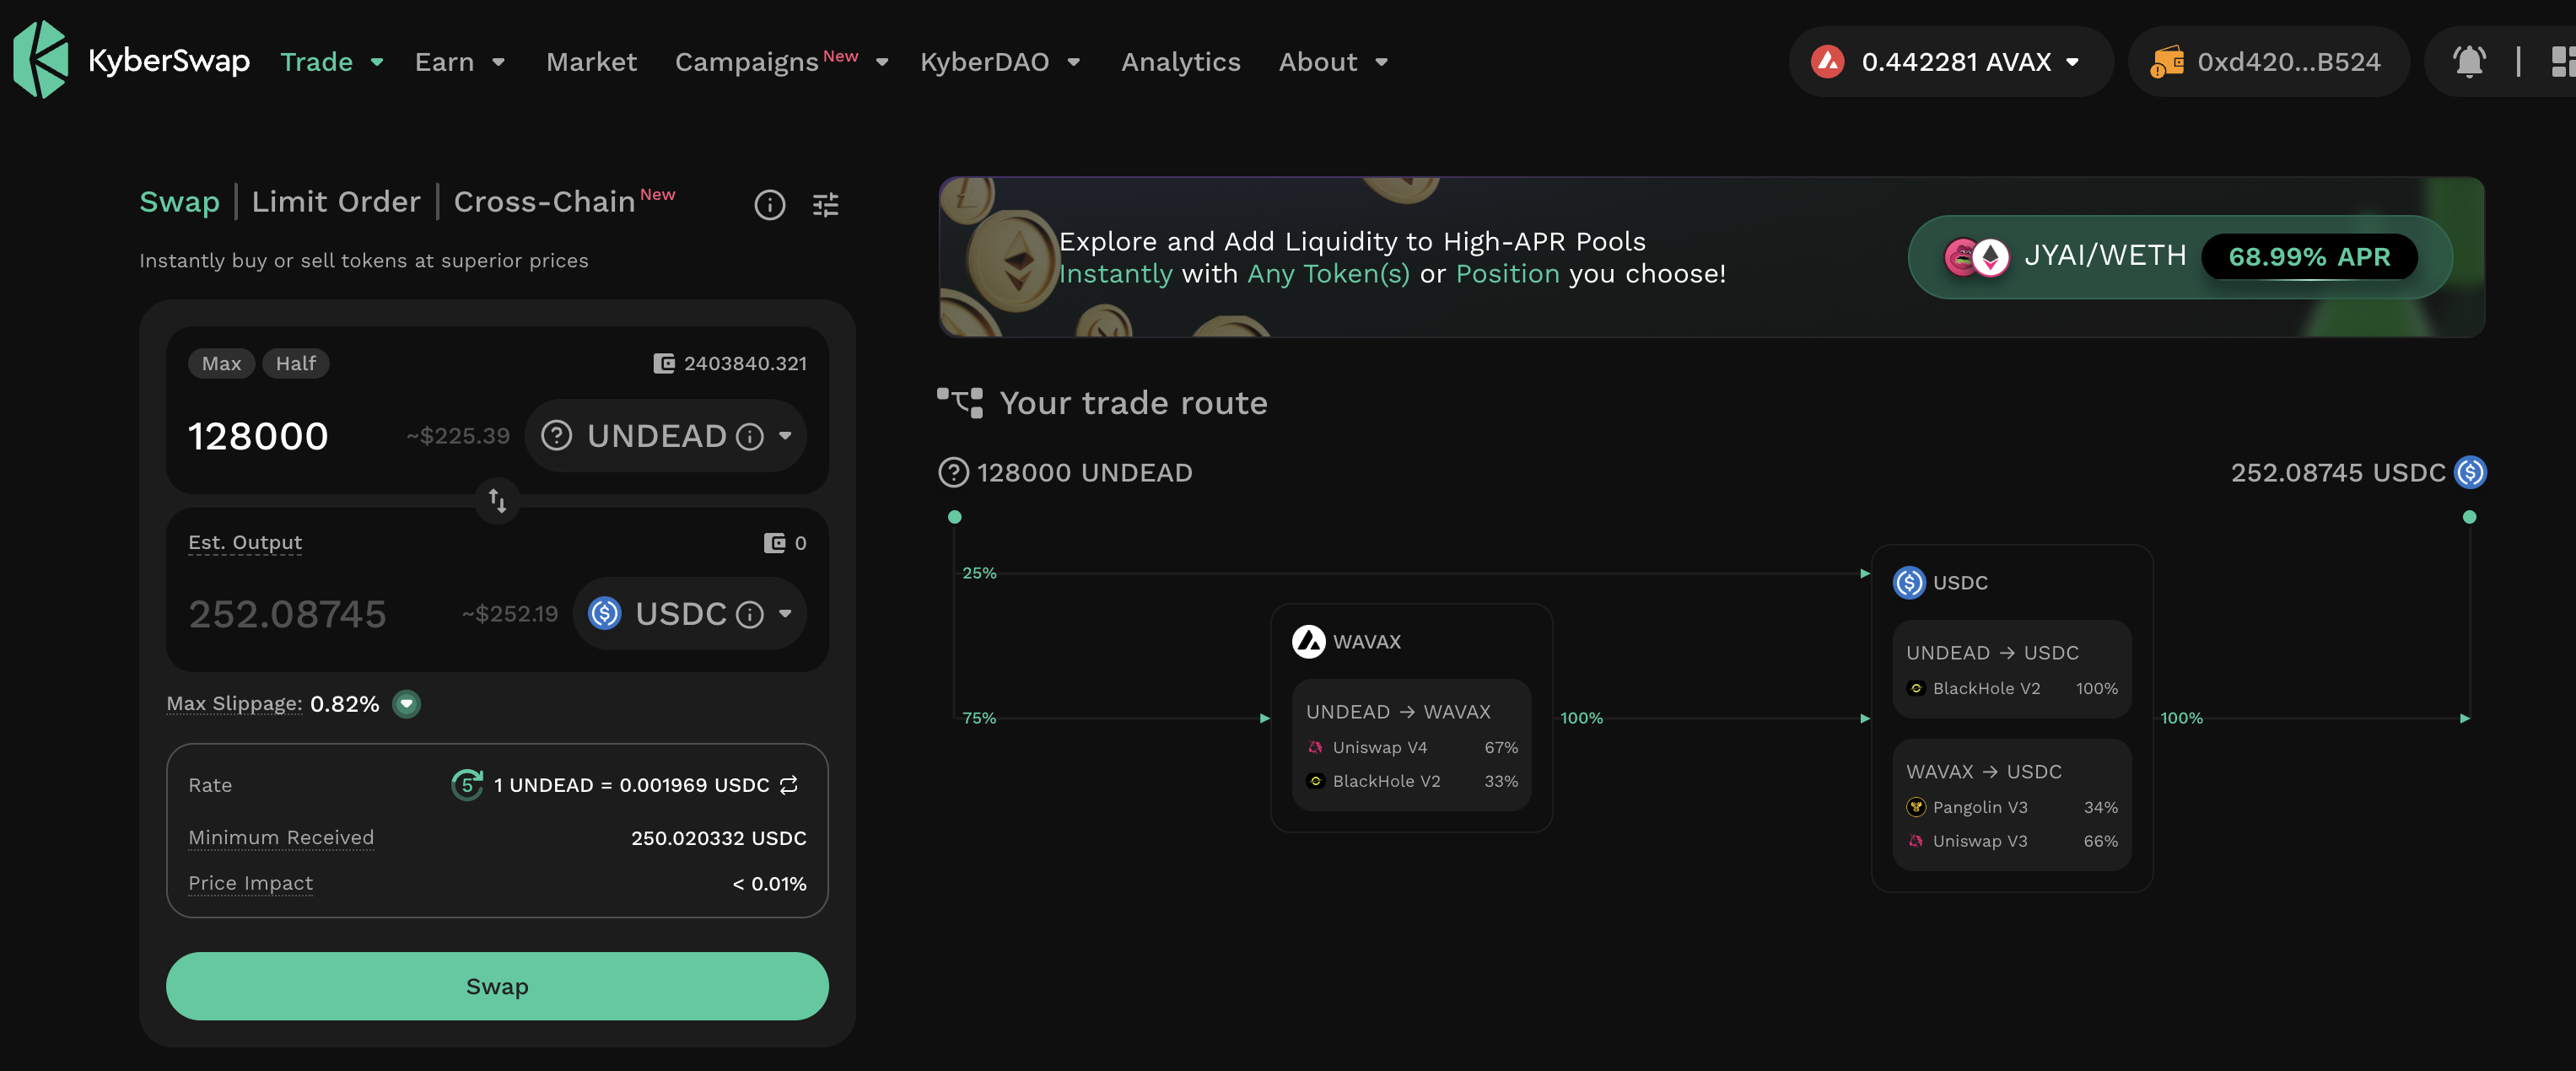 KyberSwap
Trade
Earn
Market
Campaigns New
KyberDAO
Analytics
About
0.442281 AVAX
0xd420...B524
Swap | Limit Order | Cross-Chain New
Instantly buy or sell tokens at superior prices
Max Half 2403840.321
128000 ~$225.39 UNDEAD
Est. Output 0
252.08745 ~$252.19 USDC
Max Slippage: 0.82%
Rate 5 1 UNDEAD = 0.001969 USDC
Minimum Received 250.020332 USDC
Price Impact < 0.01%
Swap
Explore and Add Liquidity to High-APR Pools
Instantly with Any Token(s) or Position you choose!
JYAI/WETH 68.99% APR
Your trade route
128000 UNDEAD
252.08745 USDC
25%
75%
WAVAX
UNDEAD → WAVAX
Uniswap V4 67%
BlackHole V2 33%
100%
USDC
UNDEAD → USDC
BlackHole V2 100%
WAVAX → USDC
Pangolin V3 34%
Uniswap V3 66%
100%